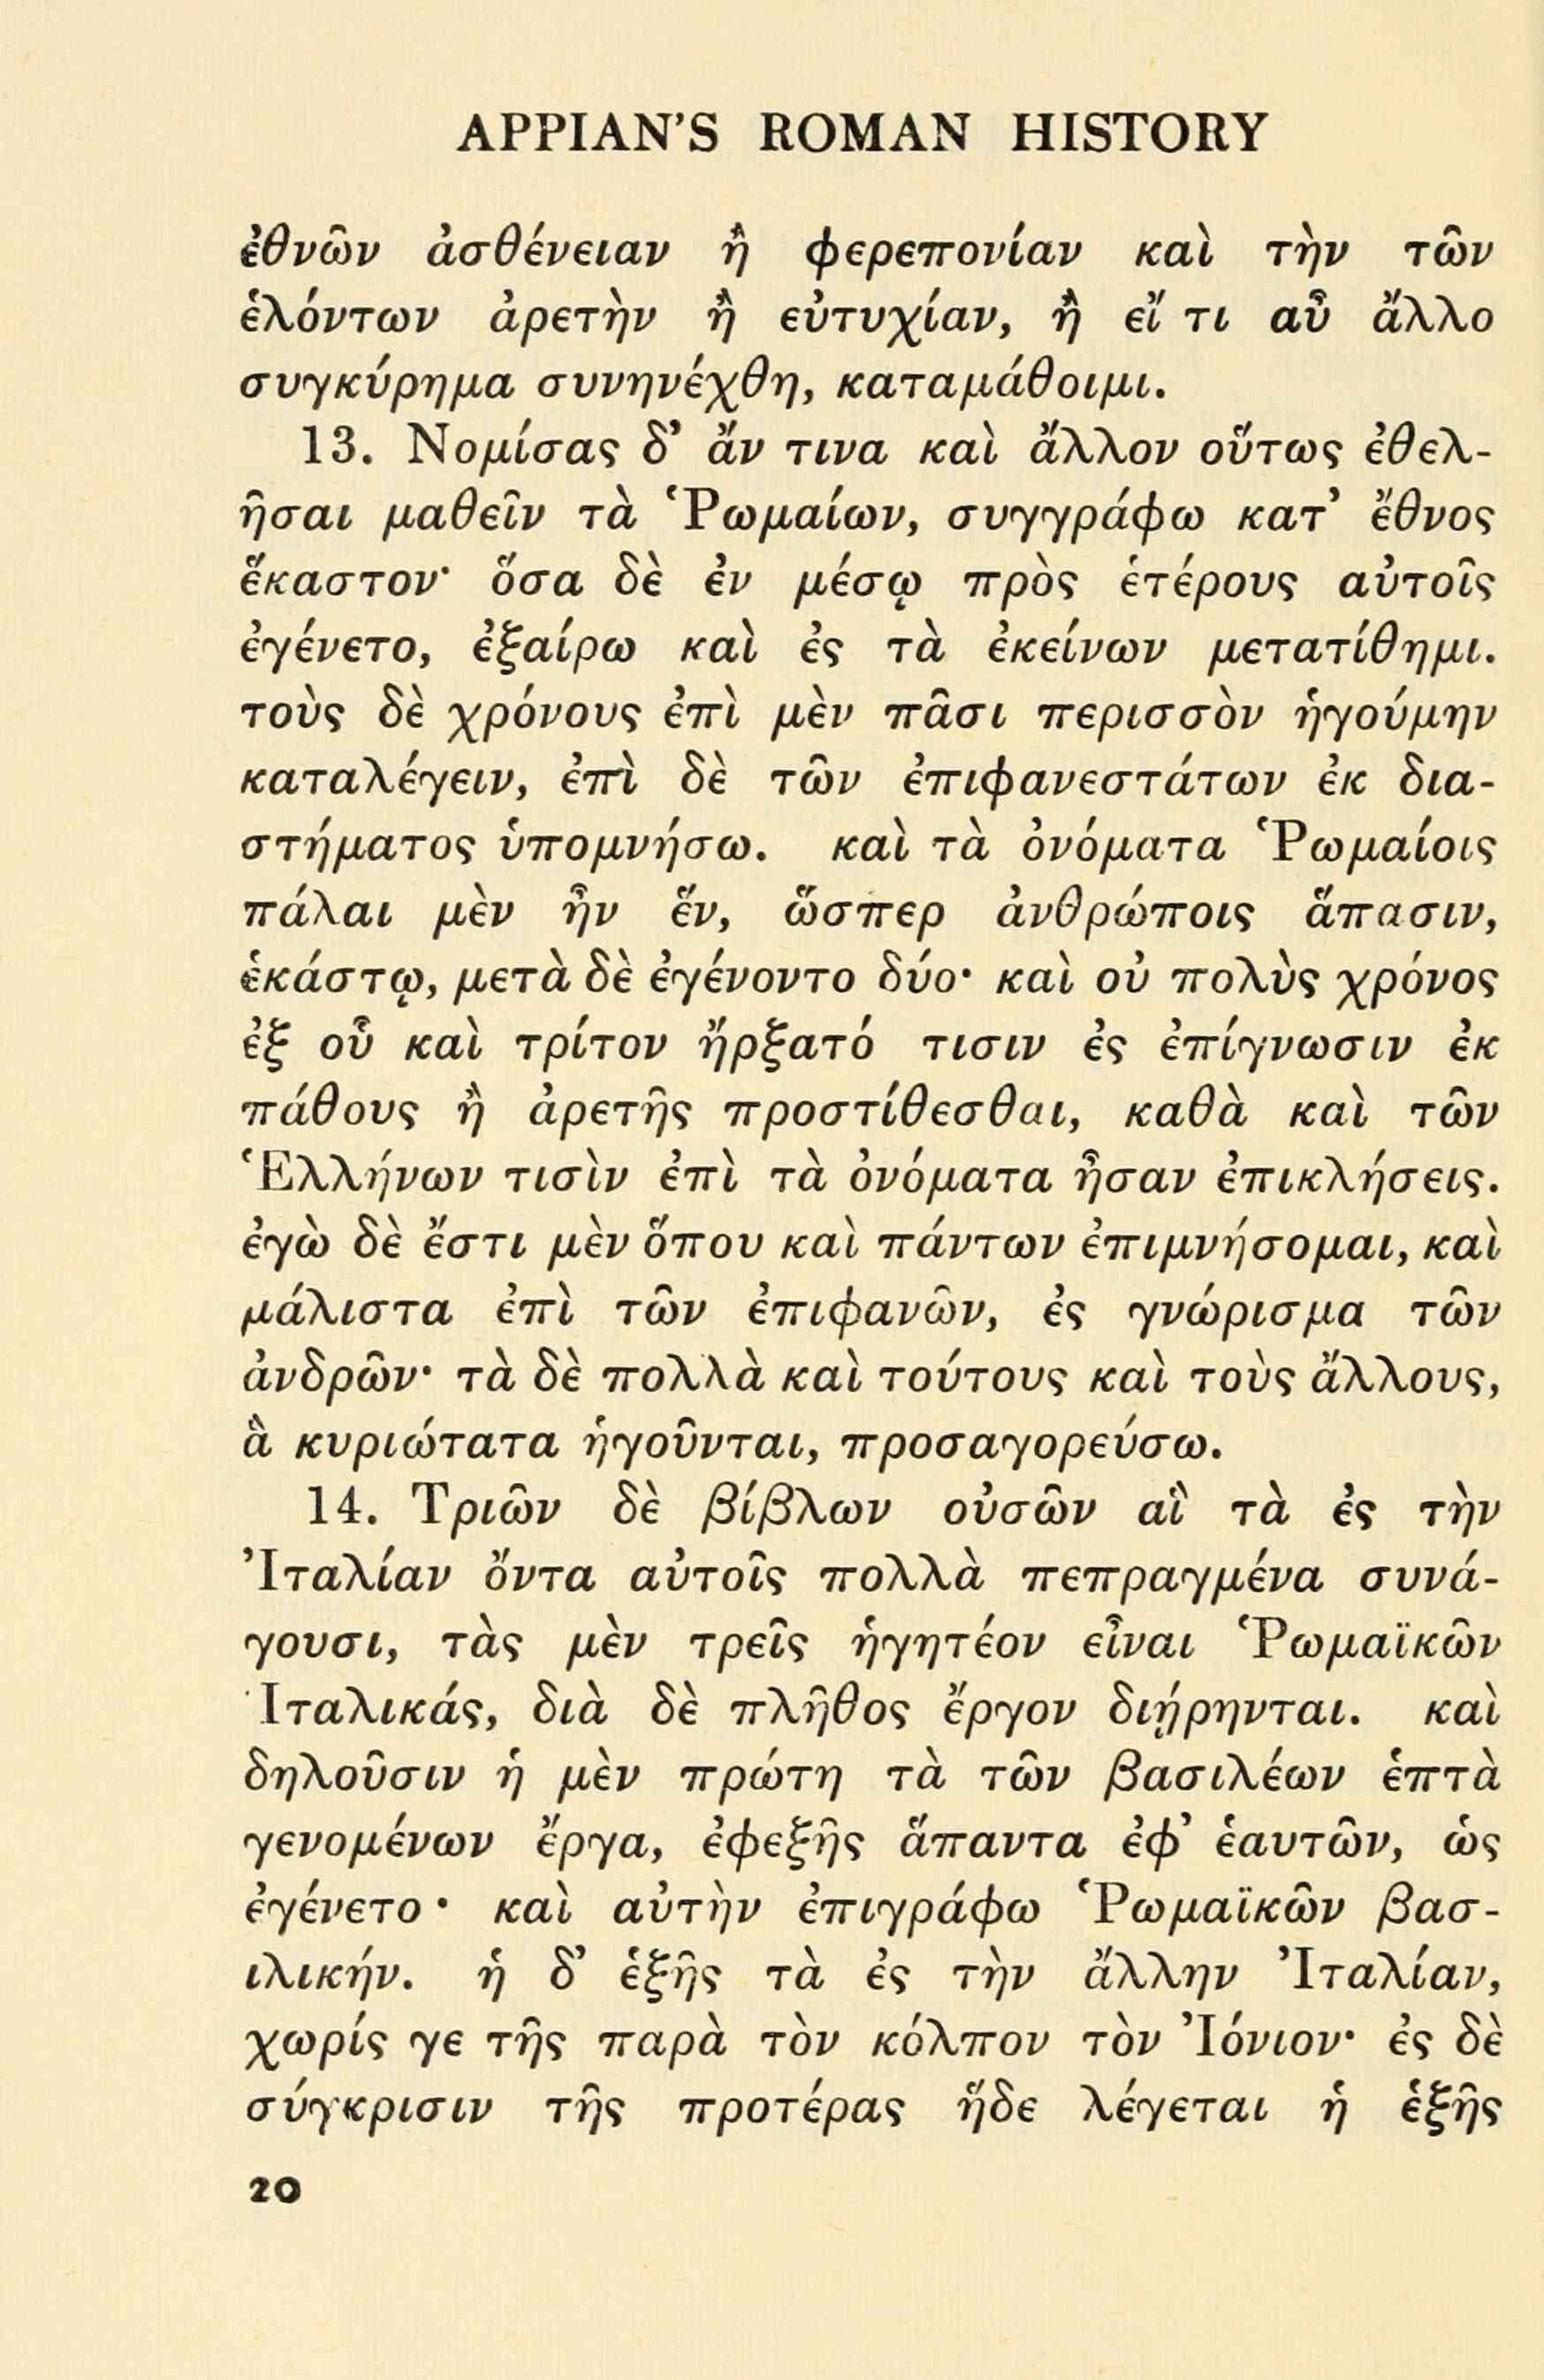 APPIAN'S ROMAN HISTORY
ἐθνῶν ἀσθένειαν ἢ φερεπονίαν καὶ τὴν τῶν
ἑλόντων ἀρετὴν ἢ εὐτυχίαν, ἢ εἴ τι αὖ ἄλλο
συγκύρημα συνηνέχθη, καταμάθοιμι.
13. Νομίσας δ' ἄν τινα καὶ ἄλλον οὕτως ἐθελ-
ῆσαι μαθεῖν τὰ Ῥωμαίων, συγγράφω κατ' ἔθνος
ἕκαστον· ὅσα δὲ ἐν μέσῳ πρὸς ἑτέρους αὐτοῖς
ἐγένετο, ἐξαίρω καὶ ἐς τὰ ἐκείνων μετατίθημι.
τοὺς δὲ χρόνους ἐπὶ μὲν πᾶσι περισσὸν ἡγούμην
καταλέγειν, ἐπὶ δὲ τῶν ἐπιφανεστάτων ἐκ δια-
στήματος ὑπομνήσω. καὶ τὰ ὀνόματα Ῥωμαίοις
πάλαι μὲν ἦν ἕν, ὥσπερ ἀνθρώποις ἅπασιν,
ἑκάστῳ, μετὰ δὲ ἐγένοντο δύο· καὶ οὐ πολὺς χρόνος
ἐξ οὗ καὶ τρίτον ἤρξατό τισιν ἐς ἐπίγνωσιν ἐκ
πάθους ἢ ἀρετῆς προστίθεσθαι, καθὰ καὶ τῶν
Ἑλλήνων τισὶν ἐπὶ τὰ ὀνόματα ἦσαν ἐπικλήσεις.
ἐγὼ δὲ ἔστι μὲν ὅπου καὶ πάντων ἐπιμνήσομαι, καὶ
μάλιστα ἐπὶ τῶν ἐπιφανῶν, ἐς γνώρισμα τῶν
ἀνδρῶν· τὰ δὲ πολλὰ καὶ τούτους καὶ τοὺς ἄλλους,
ἃ κυριώτατα ἡγοῦνται, προσαγορεύσω.
14. Τριῶν δὲ βίβλων οὐσῶν αἳ τὰ ἐς τὴν
Ἰταλίαν ὄντα αὐτοῖς πολλὰ πεπραγμένα συνά-
γουσι, τὰς μὲν τρεῖς ἡγητέον εἶναι Ῥωμαϊκῶν
Ἰταλικάς, διὰ δὲ πλῆθος ἔργον διῄρηνται. καὶ
δηλοῦσιν ἡ μὲν πρώτη τὰ τῶν βασιλέων ἑπτὰ
γενομένων ἔργα, ἐφεξῆς ἅπαντα ἐφ' ἑαυτῶν, ὡς
ἐγένετο· καὶ αὐτὴν ἐπιγράφω Ῥωμαϊκῶν βασ-
ιλικήν. ἡ δ' ἑξῆς τὰ ἐς τὴν ἄλλην Ἰταλίαν,
χωρίς γε τῆς παρὰ τὸν κόλπον τὸν Ἰόνιον· ἐς δὲ
σύγκρισιν τῆς προτέρας ἥδε λέγεται ἡ ἑξῆς
20